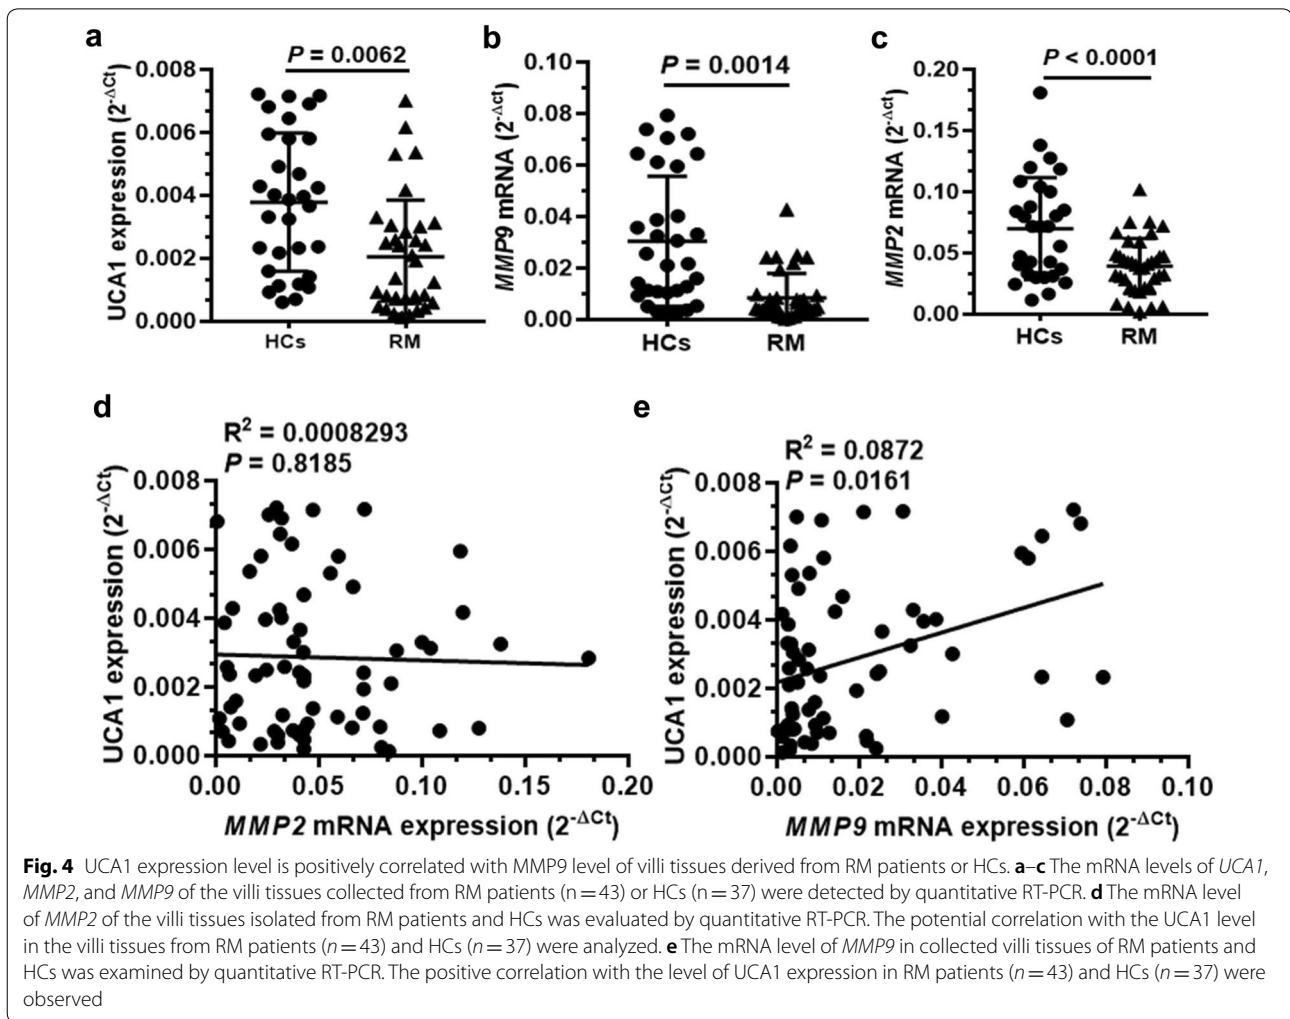 a
P = 0.0062
UCA1 expression (2^-ΔCt)
0.008
0.006
0.004
0.002
0.000
HCs RM
b
P = 0.0014
MMP9 mRNA (2^-ΔCt)
0.10
0.08
0.06
0.04
0.02
0.00
HCs RM
c
P < 0.0001
MMP2 mRNA (2^-ΔCt)
0.20
0.15
0.10
0.05
0.00
HCs RM
d
R² = 0.0008293
P = 0.8185
UCA1 expression (2^-ΔCt)
0.008
0.006
0.004
0.002
0.000
0.00 0.05 0.10 0.15 0.20
MMP2 mRNA expression (2^-ΔCt)
e
R² = 0.0872
P = 0.0161
UCA1 expression (2^-ΔCt)
0.008
0.006
0.004
0.002
0.000
0.00 0.02 0.04 0.06 0.08 0.10
MMP9 mRNA expression (2^-ΔCt)
Fig. 4 UCA1 expression level is positively correlated with MMP9 level of villi tissues derived from RM patients or HCs. a–c The mRNA levels of UCA1,
MMP2, and MMP9 of the villi tissues collected from RM patients (n = 43) or HCs (n = 37) were detected by quantitative RT-PCR. d The mRNA level
of MMP2 of the villi tissues isolated from RM patients and HCs was evaluated by quantitative RT-PCR. The potential correlation with the UCA1 level
in the villi tissues from RM patients (n = 43) and HCs (n = 37) were analyzed. e The mRNA level of MMP9 in collected villi tissues of RM patients and
HCs was examined by quantitative RT-PCR. The positive correlation with the level of UCA1 expression in RM patients (n = 43) and HCs (n = 37) were
observed